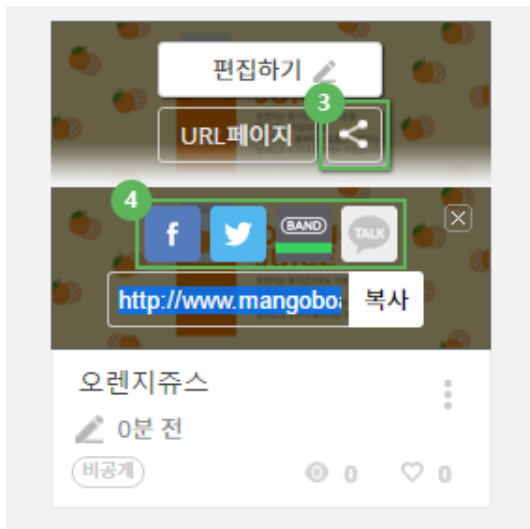 편집하기
3
URL페이지
4
f
BAND
TALK
http://www.mangoboa
복사
오렌지쥬스
0분 전
비공개
0
0